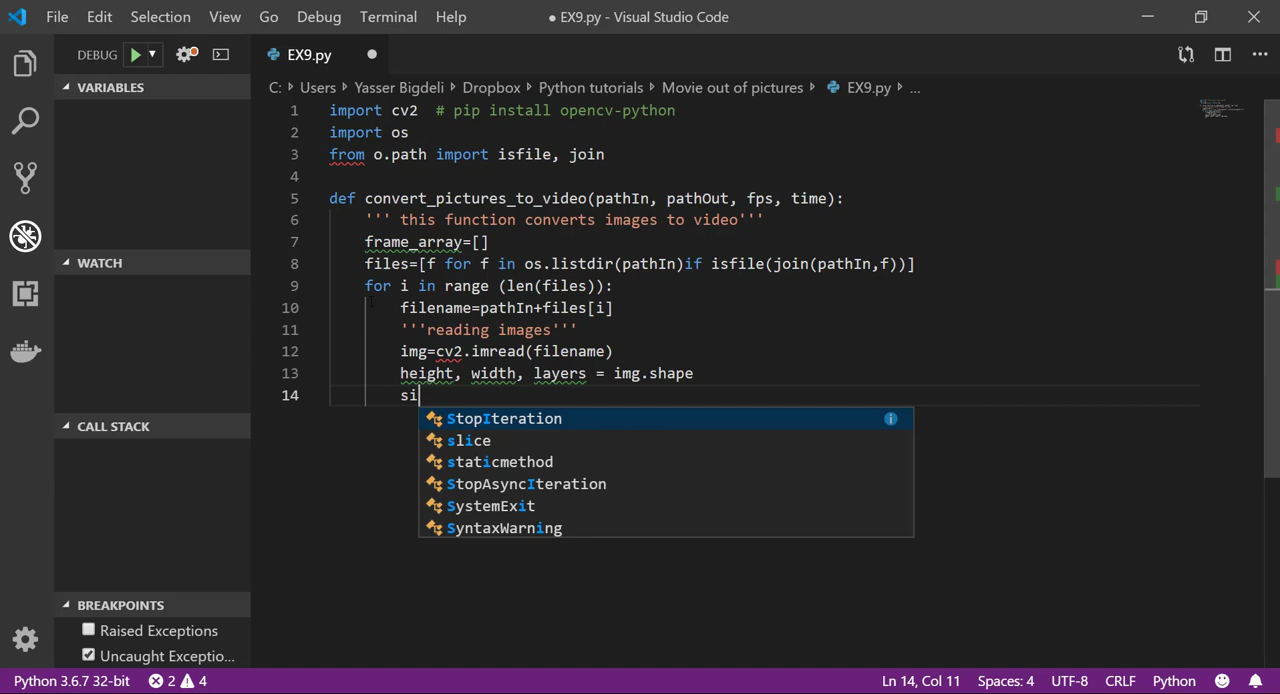 File Edit Selection View Go Debug Terminal Help ● EX9.py - Visual Studio Code
DEBUG EX9.py
VARIABLES
C: Users Yasser Bigdeli Dropbox Python tutorials Movie out of pictures EX9.py ...
1 import cv2 # pip install opencv-python
2 import os
3 from o.path import isfile, join
4
5 def convert_pictures_to_video(pathIn, pathOut, fps, time):
6 ''' this function converts images to video'''
7 frame_array=[]
8 files=[f for f in os.listdir(pathIn)if isfile(join(pathIn,f))]
9 for i in range (len(files)):
10 filename=pathIn+files[i]
11 '''reading images'''
12 img=cv2.imread(filename)
13 height, width, layers = img.shape
14 si
StopIteration
slice
staticmethod
StopAsyncIteration
SystemExit
SyntaxWarning
WATCH
CALL STACK
BREAKPOINTS
Raised Exceptions
Uncaught Exceptio...
Python 3.6.7 32-bit 2 4 Ln 14, Col 11 Spaces: 4 UTF-8 CRLF Python